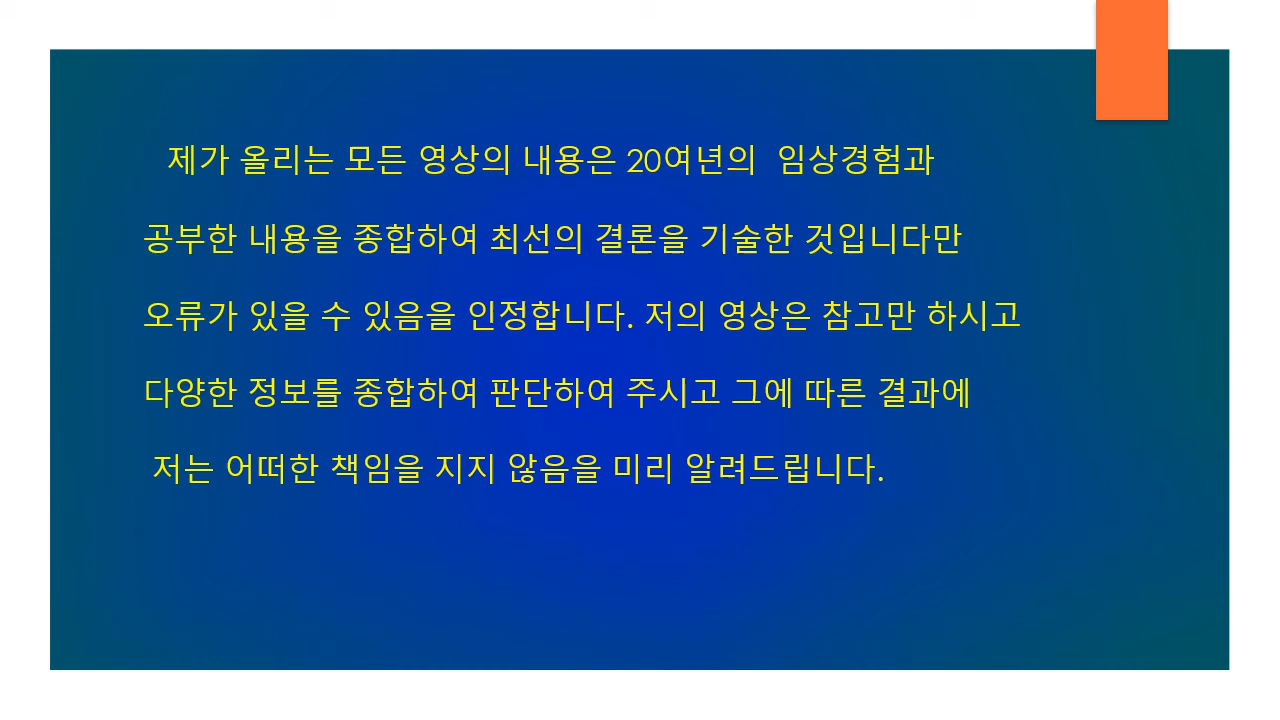 제가 올리는 모든 영상의 내용은 20여년의 임상경험과
공부한 내용을 종합하여 최선의 결론을 기술한 것입니다만
오류가 있을 수 있음을 인정합니다. 저의 영상은 참고만 하시고
다양한 정보를 종합하여 판단하여 주시고 그에 따른 결과에
저는 어떠한 책임을 지지 않음을 미리 알려드립니다.